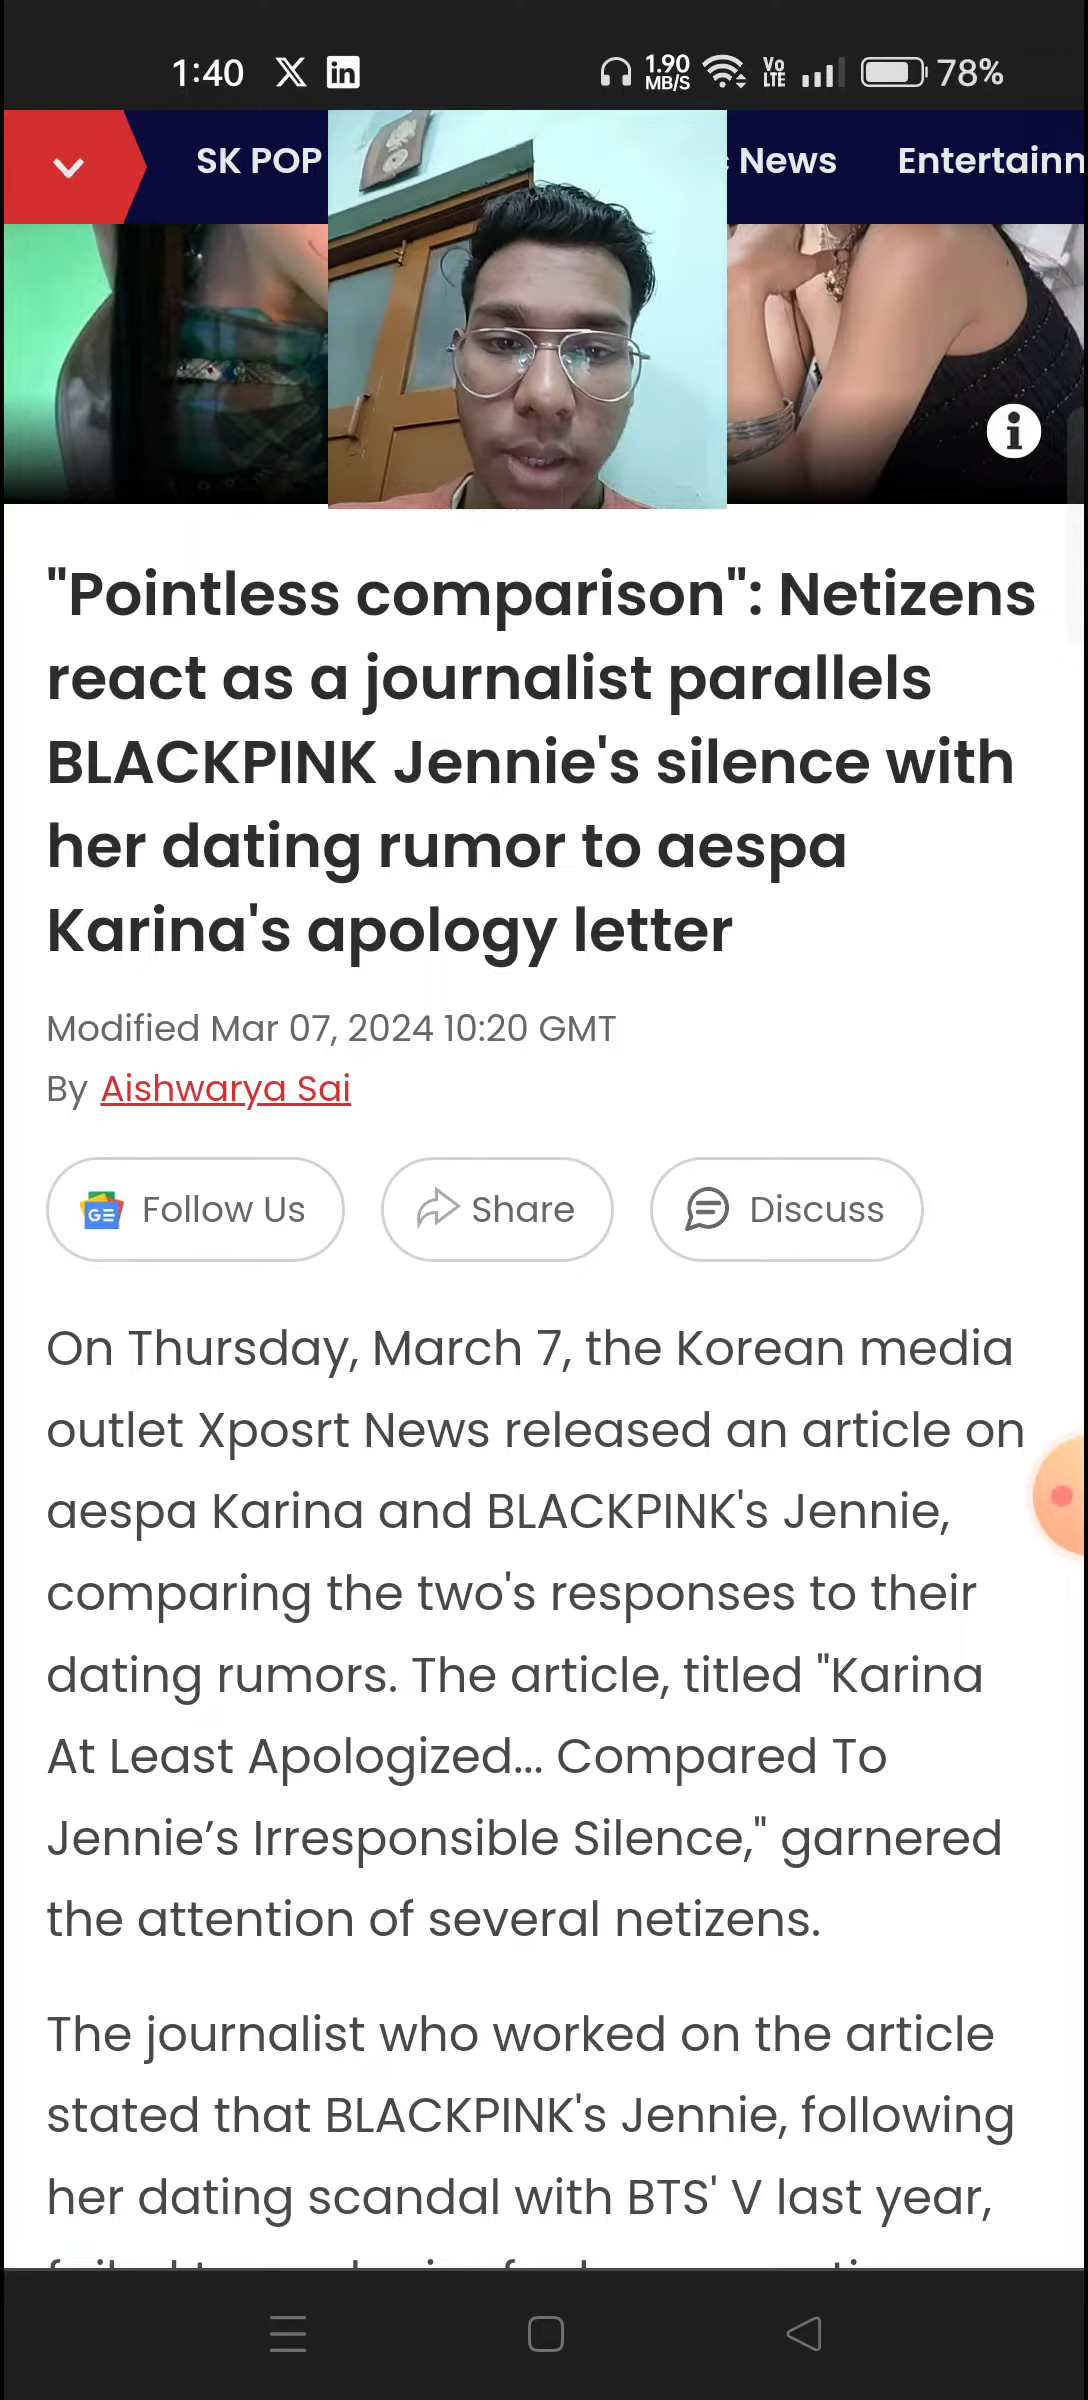 1:40 X in 1.90 MB/S Vo LTE 78%
SK POP News Entertainn
"Pointless comparison": Netizens
react as a journalist parallels
BLACKPINK Jennie's silence with
her dating rumor to aespa
Karina's apology letter
Modified Mar 07, 2024 10:20 GMT
By Aishwarya Sai
Follow Us Share Discuss
On Thursday, March 7, the Korean media
outlet Xposrt News released an article on
aespa Karina and BLACKPINK's Jennie,
comparing the two's responses to their
dating rumors. The article, titled "Karina
At Least Apologized... Compared To
Jennie’s Irresponsible Silence," garnered
the attention of several netizens.
The journalist who worked on the article
stated that BLACKPINK's Jennie, following
her dating scandal with BTS' V last year,